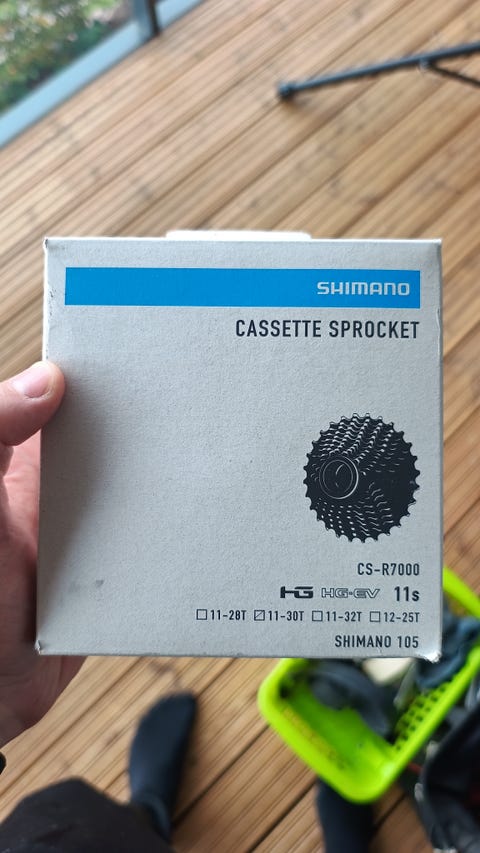 SHIMANO
CASSETTE SPROCKET
CS-R7000
HG HG-EV 11s
☐11-28T ☑11-30T ☐11-32T ☐12-25T
SHIMANO 105